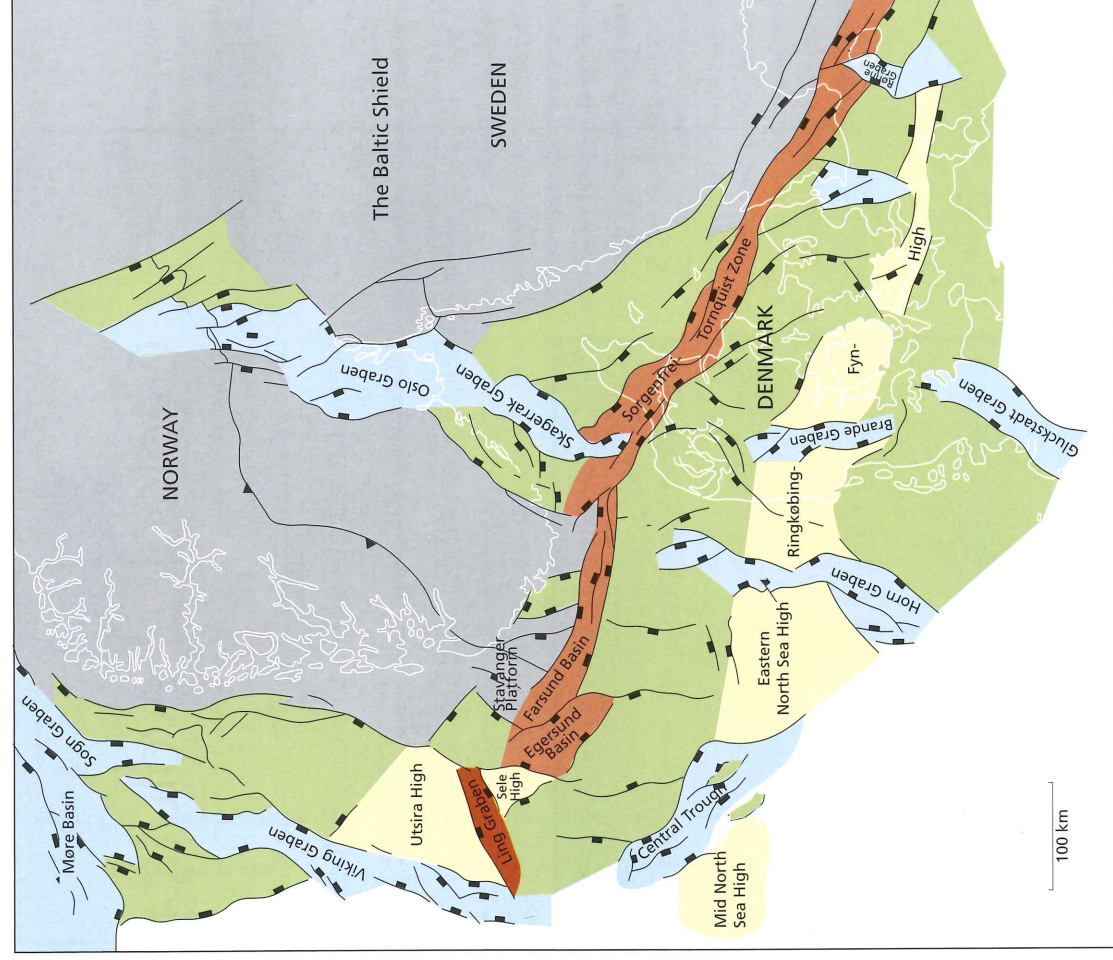 The Baltic Shield
SWEDEN
NORWAY
DENMARK
Rønne
Graben
High
Tornquist Zone
Sorgenfrei-
Fyn-
Oslo Graben
Skagerrak Graben
Brande Graben
Gluckstadt Graben
Ringkøbing-
Horn Graben
Eastern
North Sea High
Stavanger
Platform
Farsund Basin
Egersund
Basin
Sele
High
Ling Graben
Utsira High
Sogn Graben
Møre Basin
Viking Graben
Central Trough
Mid North
Sea High
100 km